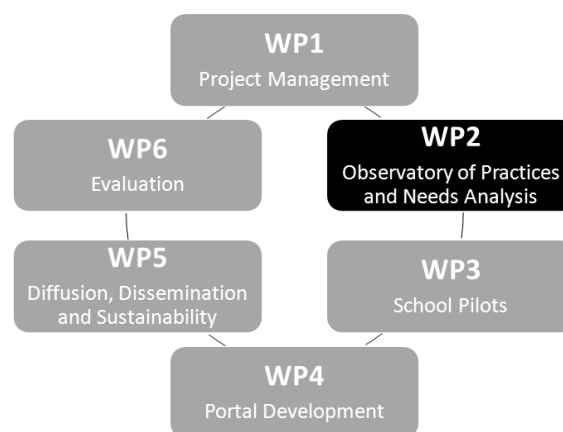 WP1
Project Management
WP2
Observatory of Practices
and Needs Analysis
WP3
School Pilots
WP4
Portal Development
WP5
Diffusion, Dissemination
and Sustainability
WP6
Evaluation